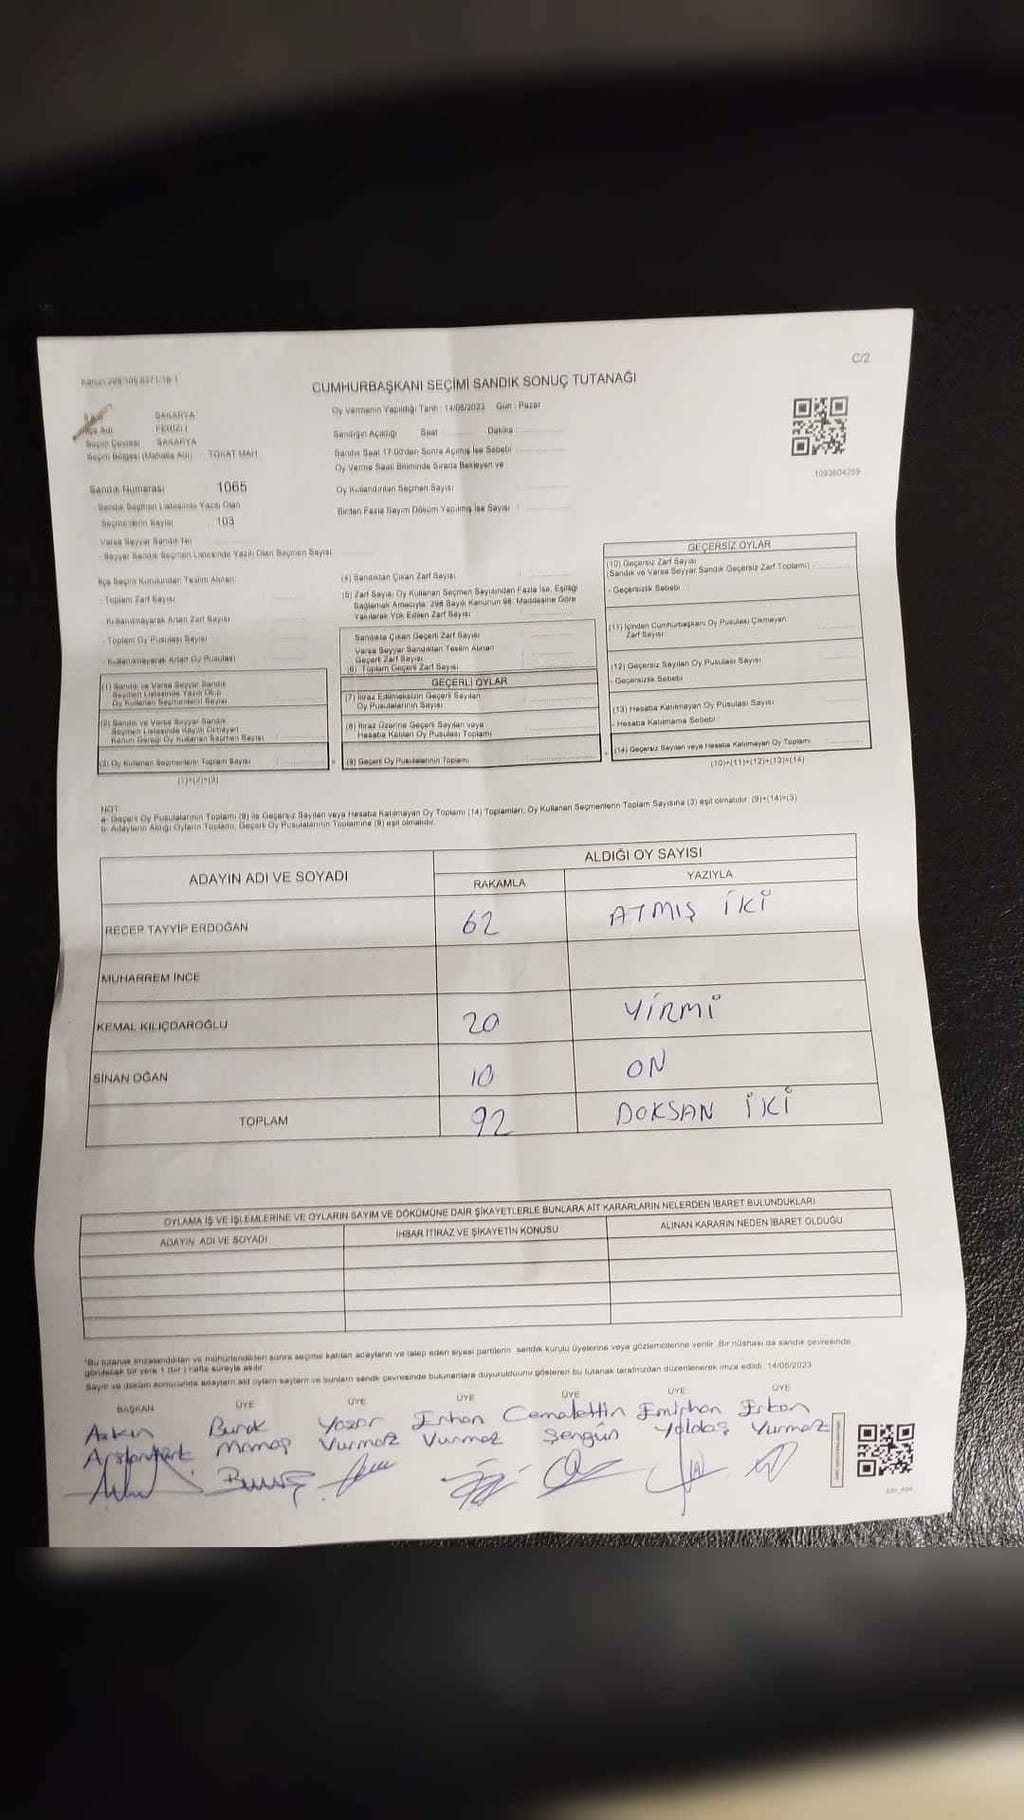 C/2
CUMHURBAŞKANI SEÇİMİ SANDIK SONUÇ TUTANAĞI
SAKARYA
İlçe Adı FERİZLİ
Seçim Çevresi SAKARYA
Seçim Bölgesi (Mahalle Adı) TOKAT MAH.
Sandık Numarası 1065
Sandık Seçmen Listesinde Yazılı Olan
Seçmenlerin Sayısı 103
Varsa Seyyar Sandık No
- Seyyar Sandık Seçmen Listesinde Yazılı Olan Seçmen Sayısı
Oy Vermenin Yapıldığı Tarih : 14/05/2023 Gün : Pazar
Sandığın Açıldığı Saat Dakika
Sandık Saat 17.00'dan Sonra Açılmış İse Sebebi
Oy Verme Saati Bitiminde Sırada Bekleyen ve
Oy Kullandırılan Seçmen Sayısı
Birden Fazla Sayım Döküm Yapılmış İse Sayısı
1093604259
İlçe Seçim Kurulundan Teslim Alınan
- Toplam Zarf Sayısı
- Kullanılmayarak Artan Zarf Sayısı
- Toplam Oy Pusulası Sayısı
- Kullanılmayarak Artan Oy Pusulası
(1) Sandık ve Varsa Seyyar Sandık
Seçmen Listesinde Yazılı Olup
Oy Kullanan Seçmenlerin Sayısı
(2) Sandık ve Varsa Seyyar Sandık
Seçmen Listesinde Kayıtlı Olmayan
Kanun Gereği Oy Kullanan Seçmen Sayısı
(3) Oy Kullanan Seçmenlerin Toplam Sayısı
(1)+(2)=(3)
(4) Sandıktan Çıkan Zarf Sayısı
(5) Zarf Sayısı Oy Kullanan Seçmen Sayısından Fazla İse, Eşitliği
Sağlamak Amacıyla; 298 Sayılı Kanunun 98. Maddesine Göre
Yakılarak Yok Edilen Zarf Sayısı
Sandıkta Çıkan Geçerli Zarf Sayısı
Varsa Seyyar Sandıktan Teslim Alınan
Geçerli Zarf Sayısı
(6) Toplam Geçerli Zarf Sayısı
GEÇERLİ OYLAR
(7) İtiraz Edilmeksizin Geçerli Sayılan
Oy Pusulalarının Sayısı
(8) İtiraz Üzerine Geçerli Sayılan veya
Hesaba Katılan Oy Pusulası Toplamı
(9) Geçerli Oy Pusulalarının Toplamı
GEÇERSİZ OYLAR
(10) Geçersiz Zarf Sayısı
(Sandık ve Varsa Seyyar Sandık Geçersiz Zarf Toplamı)
- Geçersizlik Sebebi
(11) İçinden Cumhurbaşkanı Oy Pusulası Çıkmayan
Zarf Sayısı
(12) Geçersiz Sayılan Oy Pusulası Sayısı
- Geçersizlik Sebebi
(13) Hesaba Katılmayan Oy Pusulası Sayısı
- Hesaba Katılmama Sebebi
(14) Geçersiz Sayılan veya Hesaba Katılmayan Oy Toplamı
(10)+(11)+(12)+(13)=(14)
NOT:
a- Geçerli Oy Pusulalarının Toplamı (9) ile Geçersiz Sayılan veya Hesaba Katılmayan Oy Toplamı (14) Toplamları, Oy Kullanan Seçmenlerin Toplam Sayısına (3) eşit olmalıdır. (9)+(14)=(3)
b- Adayların Aldığı Oyların Toplamı, Geçerli Oy Pusulalarının Toplamına (9) eşit olmalıdır.
ADAYIN ADI VE SOYADI
ALDIĞI OY SAYISI
RAKAMLA YAZIYLA
RECEP TAYYİP ERDOĞAN 62 ATMIŞ İKİ
MUHARREM İNCE
KEMAL KILIÇDAROĞLU 20 YİRMİ
SİNAN OĞAN 10 ON
TOPLAM 92 DOKSAN İKİ
OYLAMA İŞ VE İŞLEMLERİNE VE OYLARIN SAYIM VE DÖKÜMÜNE DAİR ŞİKAYETLERLE BUNLARA AİT KARARLARIN NELERDEN İBARET BULUNDUKLARI
ADAYIN ADI VE SOYADI İHBAR İTİRAZ VE ŞİKAYETİN KONUSU ALINAN KARARIN NEDEN İBARET OLDUĞU
*Bu tutanak imzalandıktan ve mühürlendikten sonra seçime katılan adayların ve talep eden siyasi partilerin sandık kurulu üyelerine veya gözlemcilerine verilir. Bir nüshası da sandık çevresinde
görülecek bir yere 1 (bir) hafta süreyle asılır.
Sayım ve döküm sonucunda adayların aldığı oyların sayıları ve bunların sandık çevresinde bulunanlara duyurulduğunu gösteren bu tutanak tarafımızdan düzenlenerek imza edildi. 14/05/2023
BAŞKAN ÜYE ÜYE ÜYE ÜYE ÜYE ÜYE
Azkın Burak Yaşar Erhan Cemalettin Emirhan Erkan
Vurmaz Vurmaz Şengün Yoldaş Vurmaz